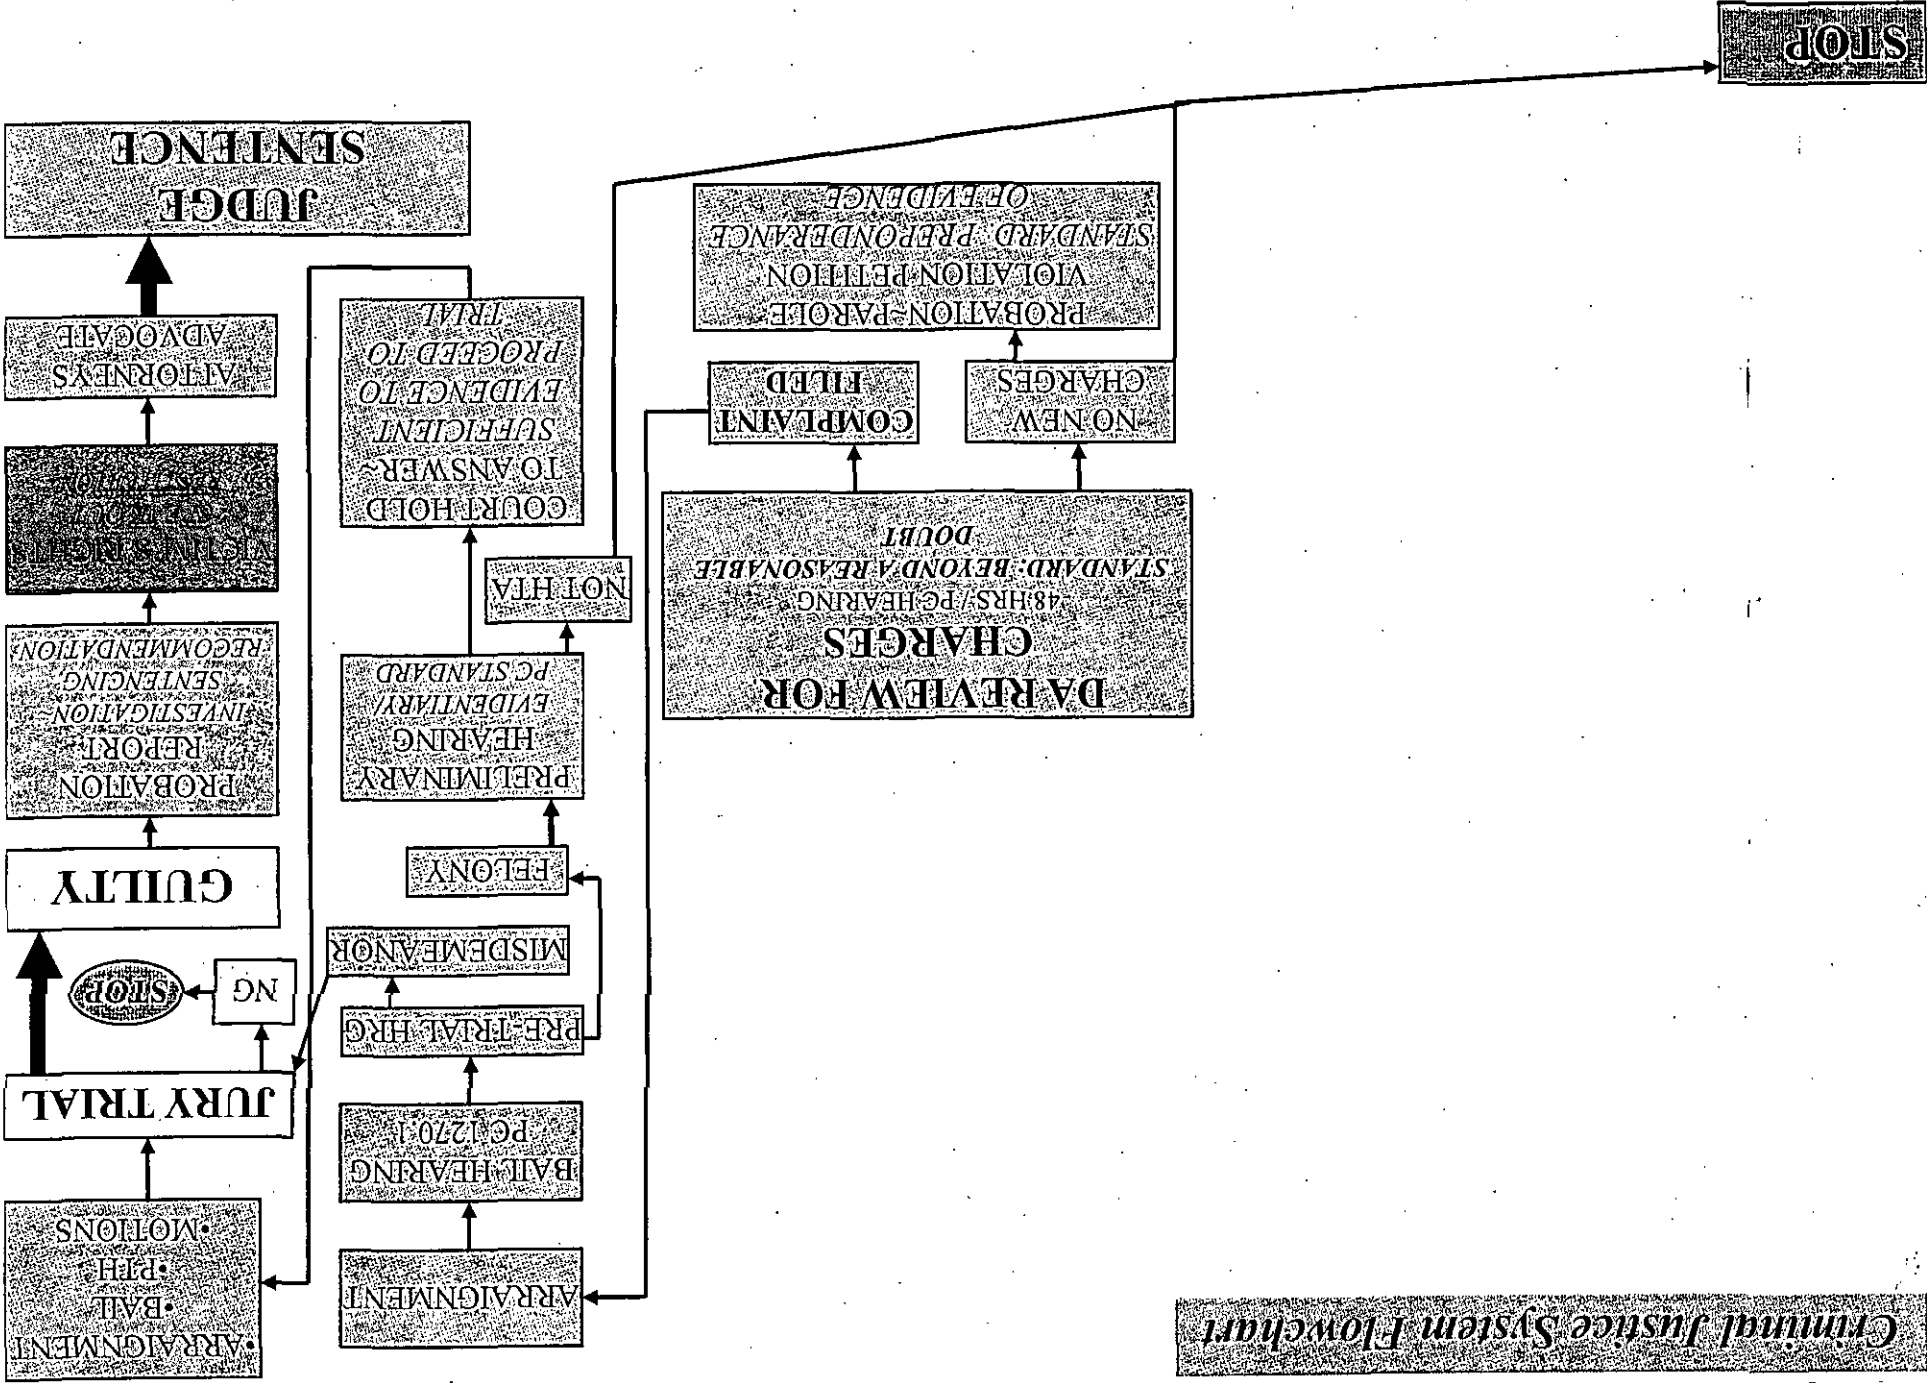 Criminal Justice System Flowchart
DA REVIEW FOR
CHARGES
48 HRS / PC HEARING
STANDARD: BEYOND A REASONABLE
DOUBT
NO NEW
CHARGES
COMPLAINT
FILED
PROBATION~PAROLE
VIOLATION PETITION
STANDARD PREPONDERANCE
OF EVIDENCE
STOP
ARRAIGNMENT
BAIL HEARING
PC 1270.1
PRE-TRIAL HRG
MISDEMEANOR
FELONY
PRELIMINARY
HEARING
EVIDENTIARY/
PC STANDARD
NOT HTA
COURT HOLD
TO ANSWER~
SUFFICIENT
EVIDENCE TO
PROCEED TO
TRIAL
•ARRAIGNMENT
•BAIL
•PTH
•MOTIONS
JURY TRIAL
NG
STOP
GUILTY
PROBATION
REPORT
INVESTIGATION~
SENTENCING
RECOMMENDATION
VICTIM'S RIGHTS
ATTORNEYS
ADVOCATE
JUDGE
SENTENCE